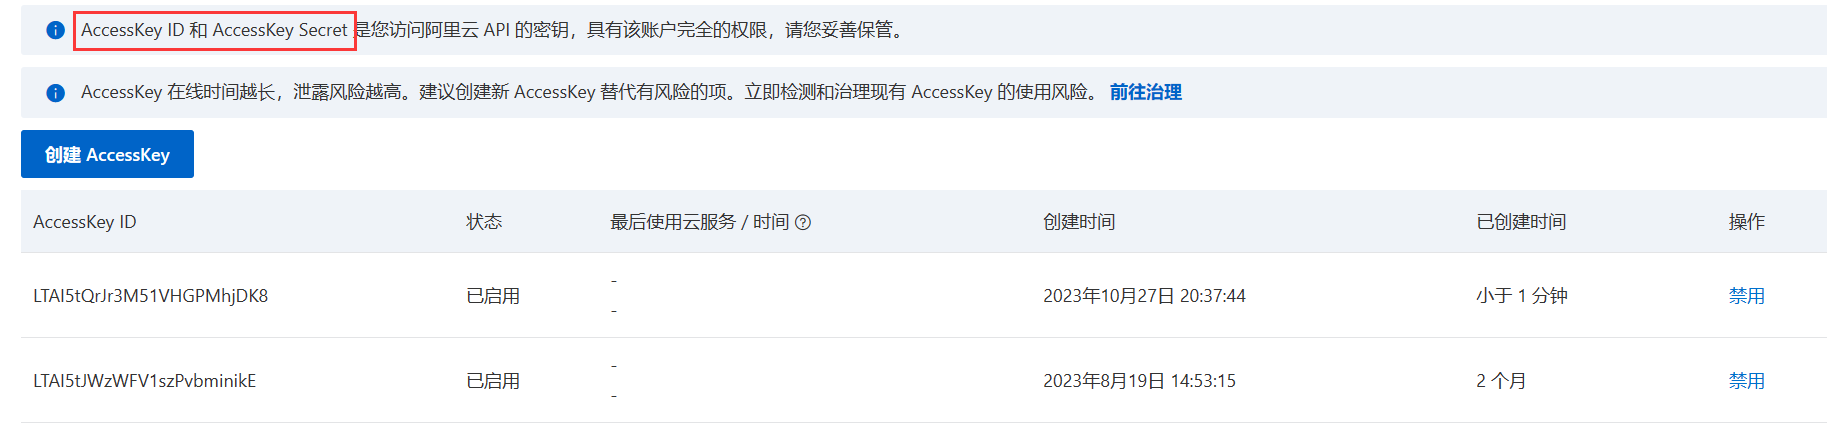 AccessKey ID 和 AccessKey Secret 是您访问阿里云 API 的密钥，具有该账户完全的权限，请您妥善保管。
AccessKey 在线时间越长，泄露风险越高。建议创建新 AccessKey 替代有风险的项。立即检测和治理现有 AccessKey 的使用风险。 前往治理
创建 AccessKey
AccessKey ID 状态 最后使用云服务 / 时间 创建时间 已创建时间 操作
LTAI5tQrJr3M51VHGPMhjDK8 已启用 - - 2023年10月27日 20:37:44 小于 1 分钟 禁用
LTAI5tJWzWFV1szPvbminikE 已启用 - - 2023年8月19日 14:53:15 2 个月 禁用